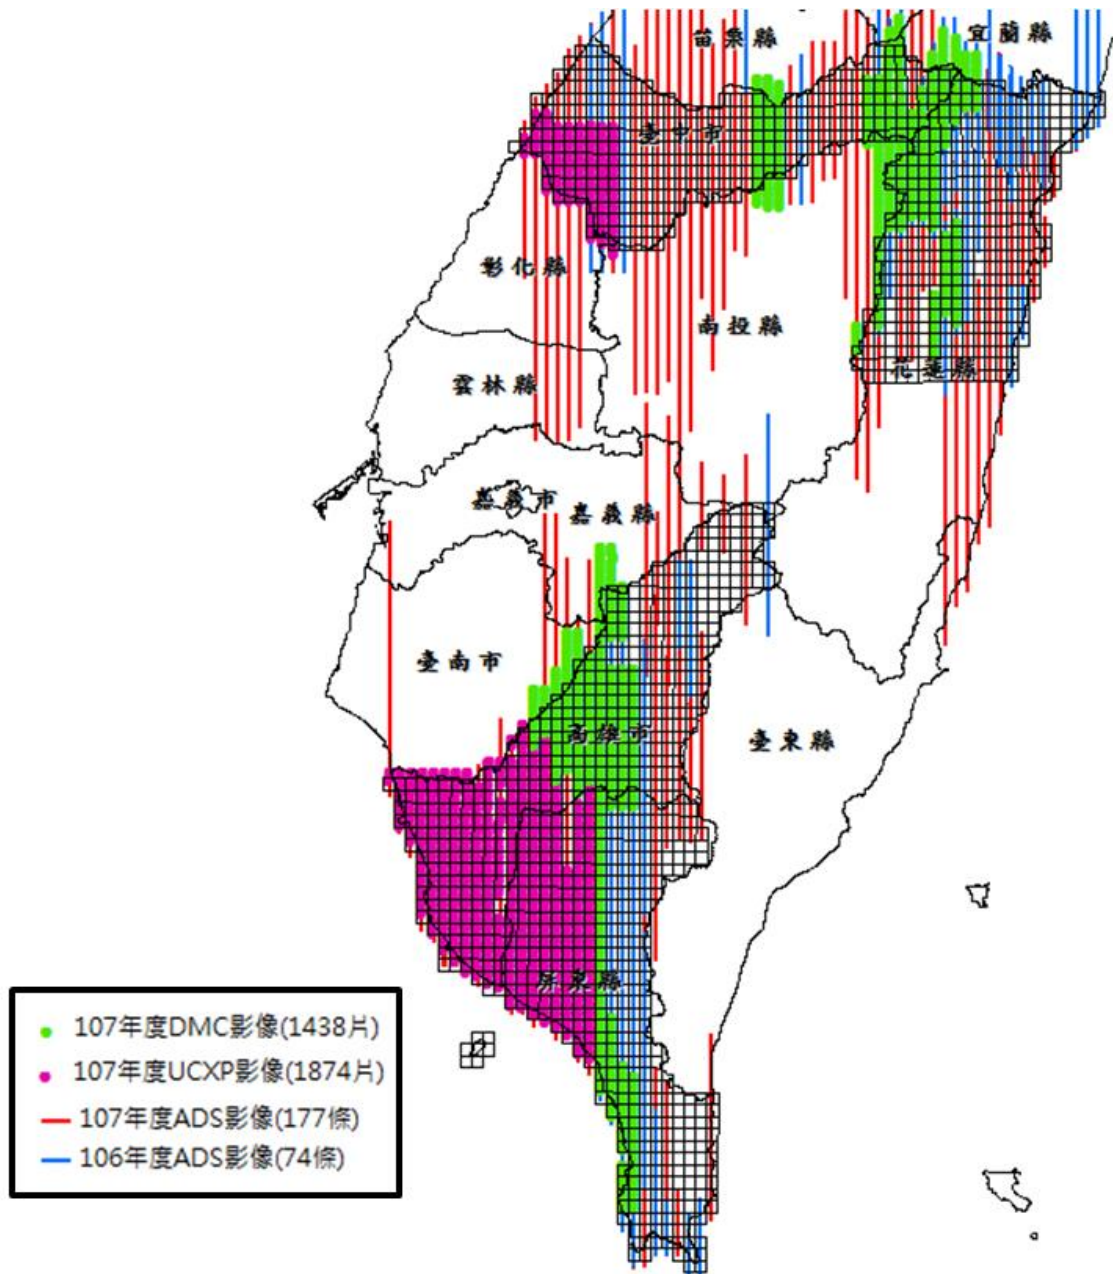 苗栗縣
宜蘭縣
臺中市
彰化縣
南投縣
花蓮縣
雲林縣
嘉義市
嘉義縣
臺南市
高雄市
臺東縣
屏東縣
107年度DMC影像(1438片)
107年度UCXP影像(1874片)
107年度ADS影像(177條)
106年度ADS影像(74條)